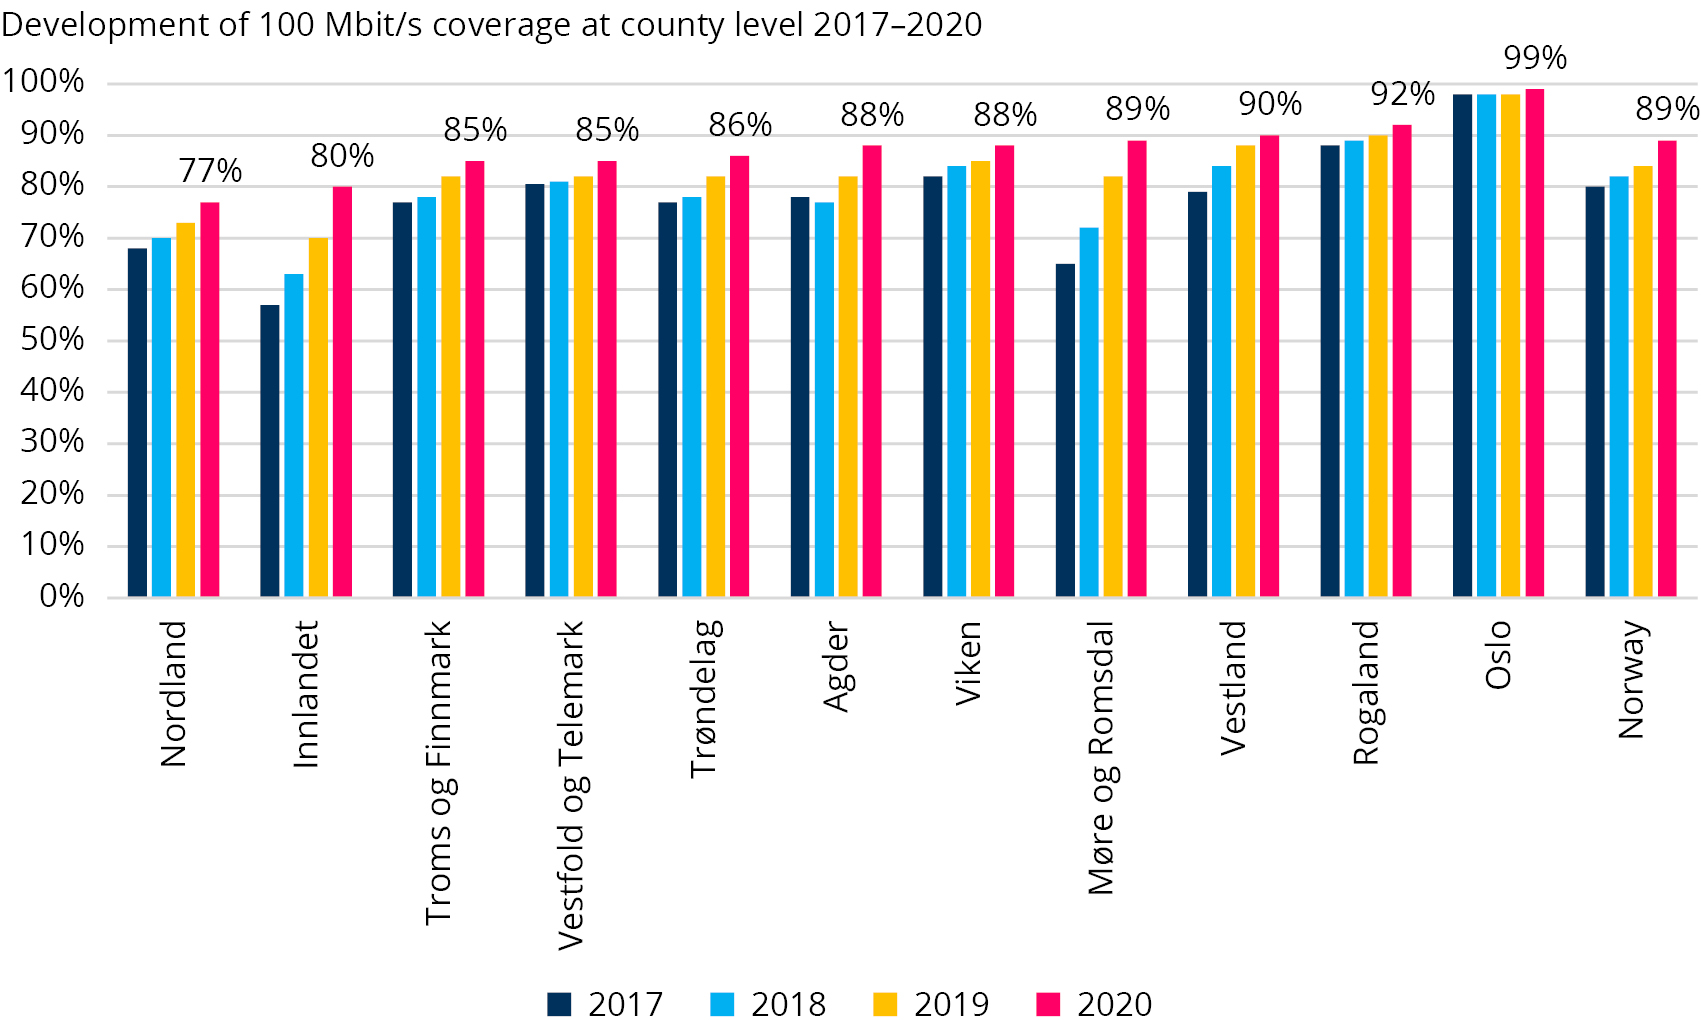 Development of 100 Mbit/s coverage at county level 2017–2020
100%
90%
80%
70%
60%
50%
40%
30%
20%
10%
0%
77%
80%
85%
85%
86%
88%
88%
89%
90%
92%
99%
89%
Nordland
Innlandet
Troms og Finnmark
Vestfold og Telemark
Trøndelag
Agder
Viken
Møre og Romsdal
Vestland
Rogaland
Oslo
Norway
2017
2018
2019
2020